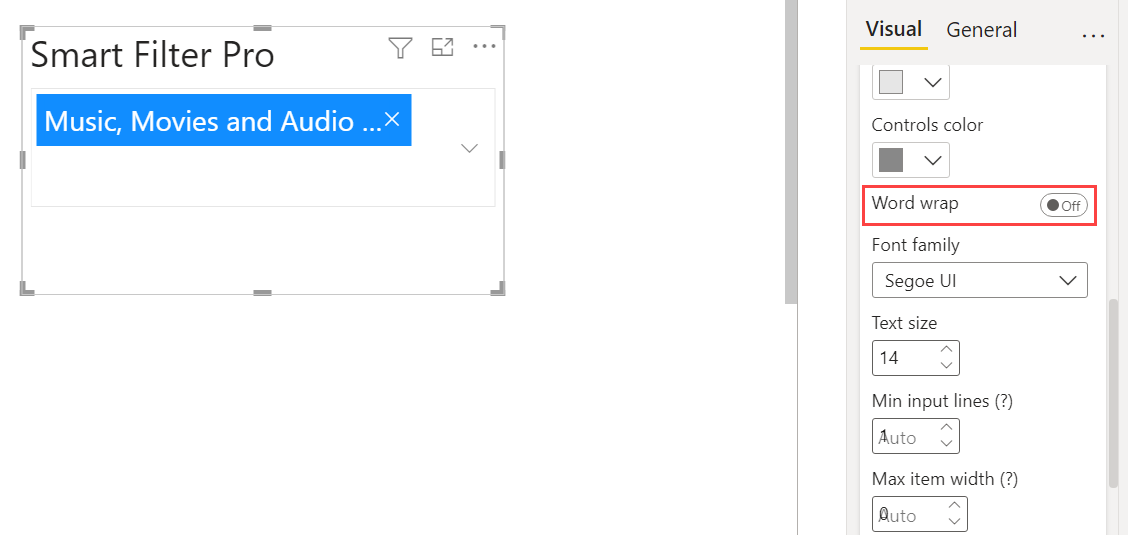 Smart Filter Pro
Music, Movies and Audio ...
Visual
General
Controls color
Word wrap
Off
Font family
Segoe UI
Text size
14
Min input lines (?)
1
Auto
Max item width (?)
0
Auto